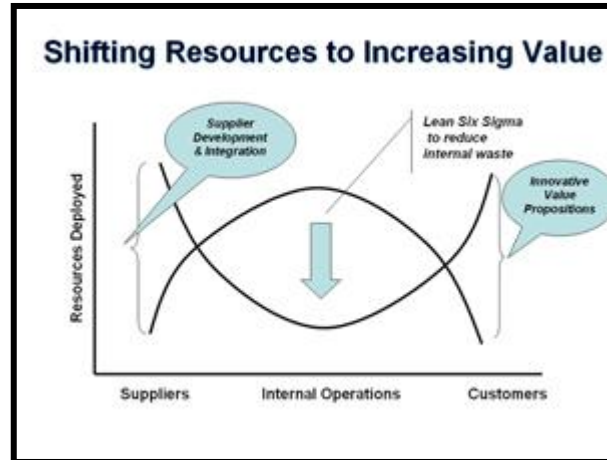 Shifting Resources to Increasing Value
Supplier
Development
& Integration
Lean Six Sigma
to reduce
internal waste
Innovative
Value
Propositions
Resources Deployed
Suppliers
Internal Operations
Customers